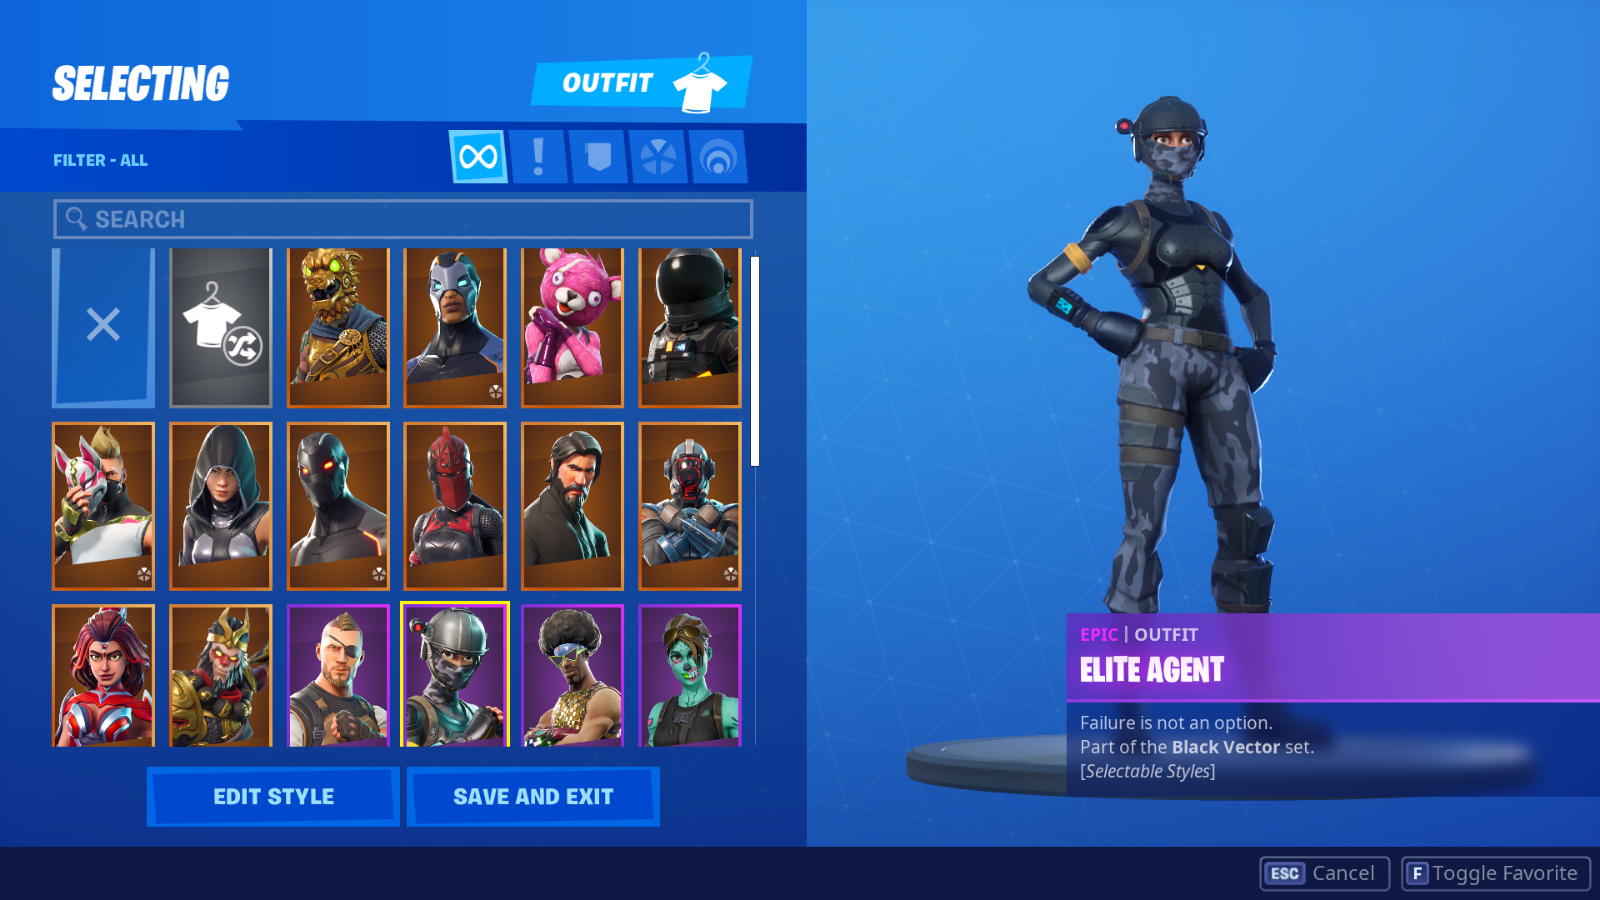 SELECTING
OUTFIT
FILTER - ALL
SEARCH
EDIT STYLE
SAVE AND EXIT
EPIC | OUTFIT
ELITE AGENT
Failure is not an option.
Part of the Black Vector set.
[Selectable Styles]
ESC Cancel
F Toggle Favorite